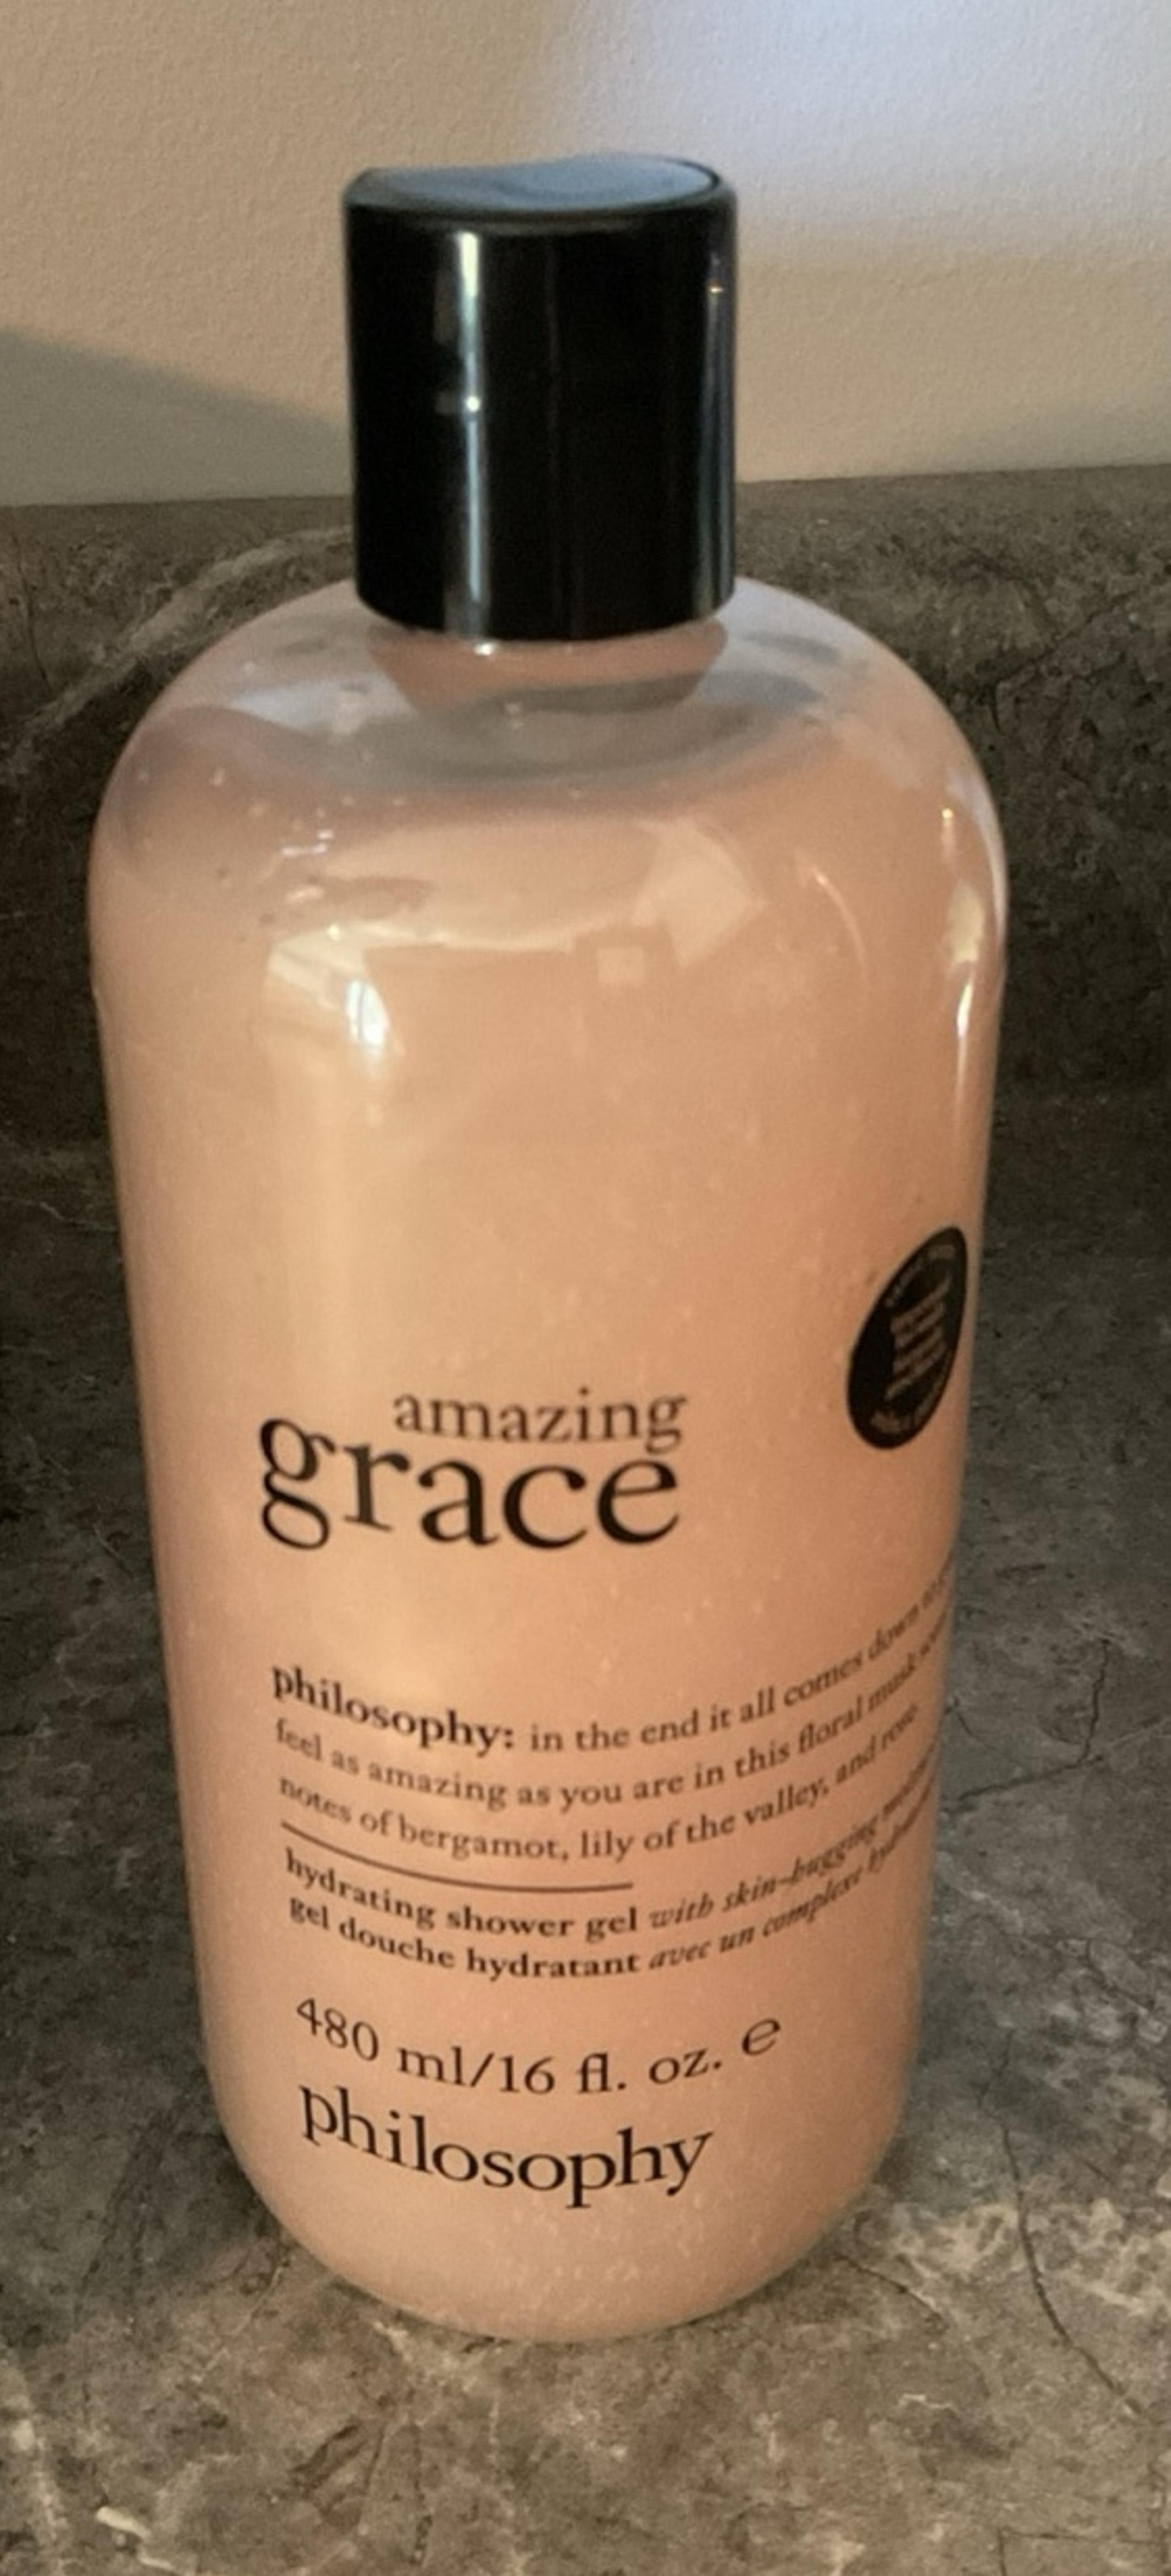 amazing
grace
philosophy: in the end it all comes down to
feel as amazing as you are in this floral musk
notes of bergamot, lily of the valley, and rose
hydrating shower gel with skin-hugging
gel douche hydratant avec un complexe
480 ml/16 fl. oz. e
philosophy